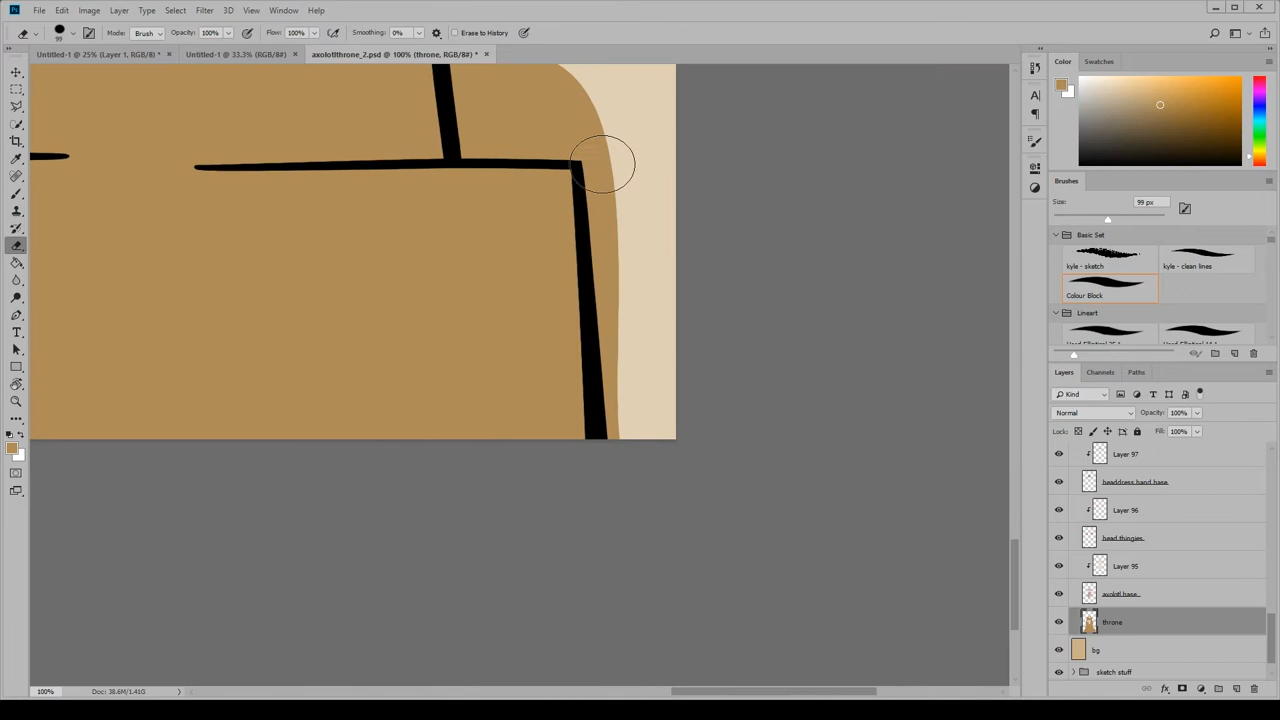 Ps File Edit Image Layer Type Select Filter 3D View Window Help
99 Mode: Brush Opacity: 100% Flow: 100% Smoothing: 0% Erase to History
Untitled-1 @ 25% (Layer 1, RGB/8) * × Untitled-1 @ 33.3% (RGB/8#) × axolotlthrone_2.psd @ 100% (throne, RGB/8#) * ×
Color Swatches
Brushes
Size: 99 px
Basic Set
kyle - sketch kyle - clean lines
Colour Block
Lineart
Layers Channels Paths
Kind
Normal Opacity: 100%
Lock: Fill: 100%
Layer 97
headdress hand base
Layer 96
head thingies
Layer 95
axolotl base
throne
bg
sketch stuff
100% Doc: 38.6M/1.41G